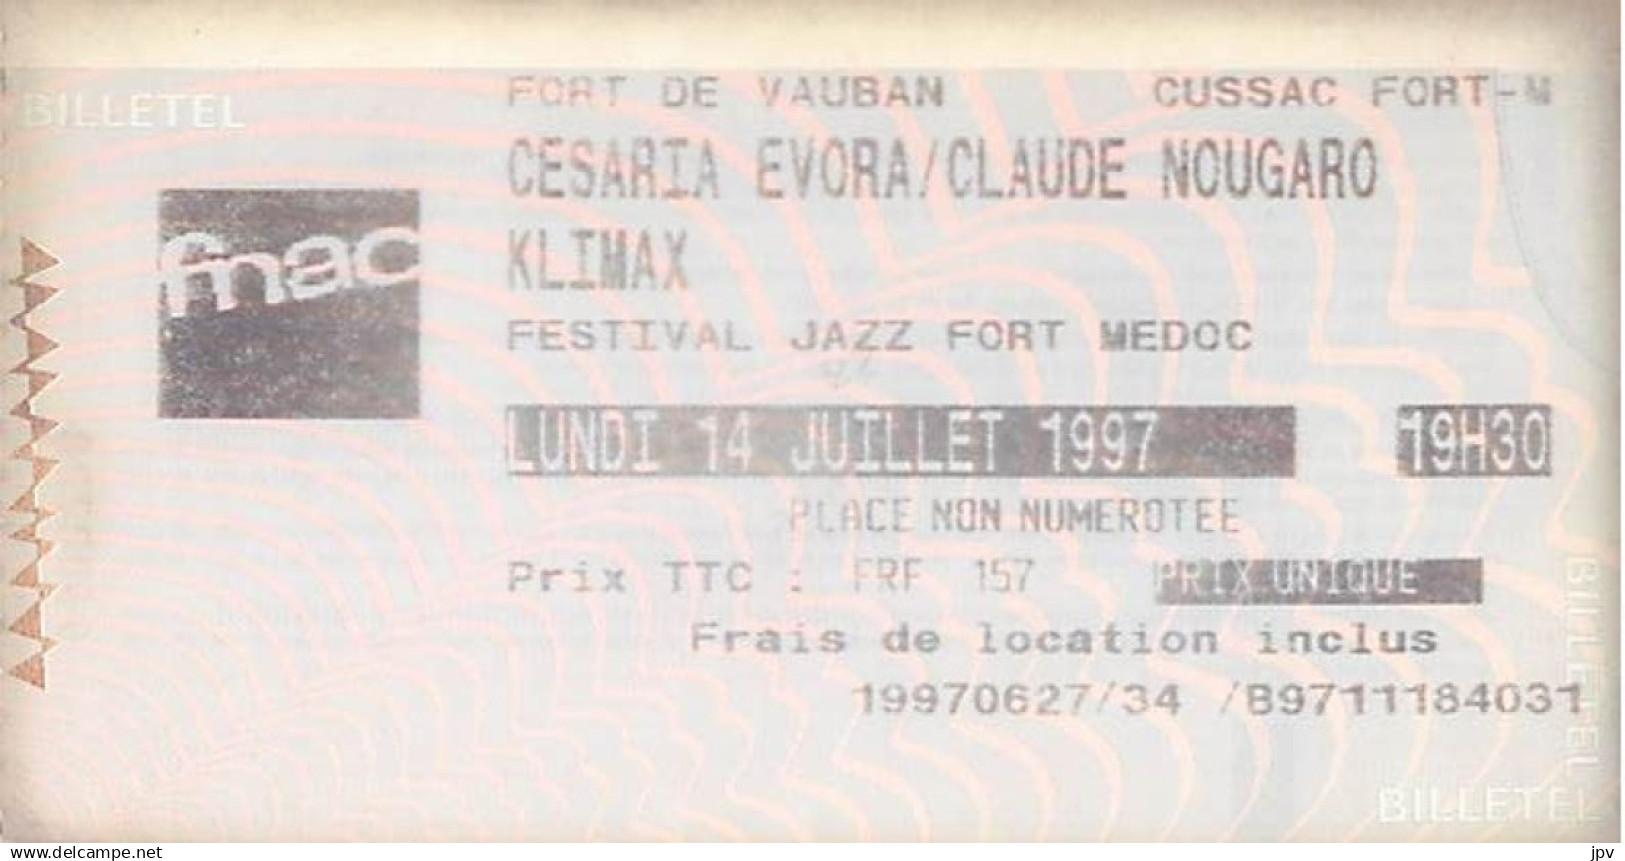 BILLETEL
FORT DE VAUBAN CUSSAC FORT-M
CESARIA EVORA/CLAUDE NOUGARO
KLIMAX
fnac
FESTIVAL JAZZ FORT MEDOC
LUNDI 14 JUILLET 1997 19H30
PLACE NON NUMEROTEE
Prix TTC : FRF 157 PRIX UNIQUE
Frais de location inclus
19970627/34 /B9711184031
BILLETEL
BILLETEL
www.delcampe.net jpv